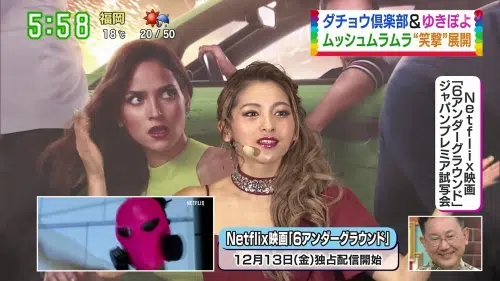 5:58
福岡
18℃
20/50
ダチョウ倶楽部&ゆきぽよ
ムッシュムラムラ“笑撃”展開
Netflix映画
「6アンダーグラウンド」
ジャパンプレミア試写会
NETFLIX
Netflix映画「6アンダーグラウンド」
12月13日(金)独占配信開始